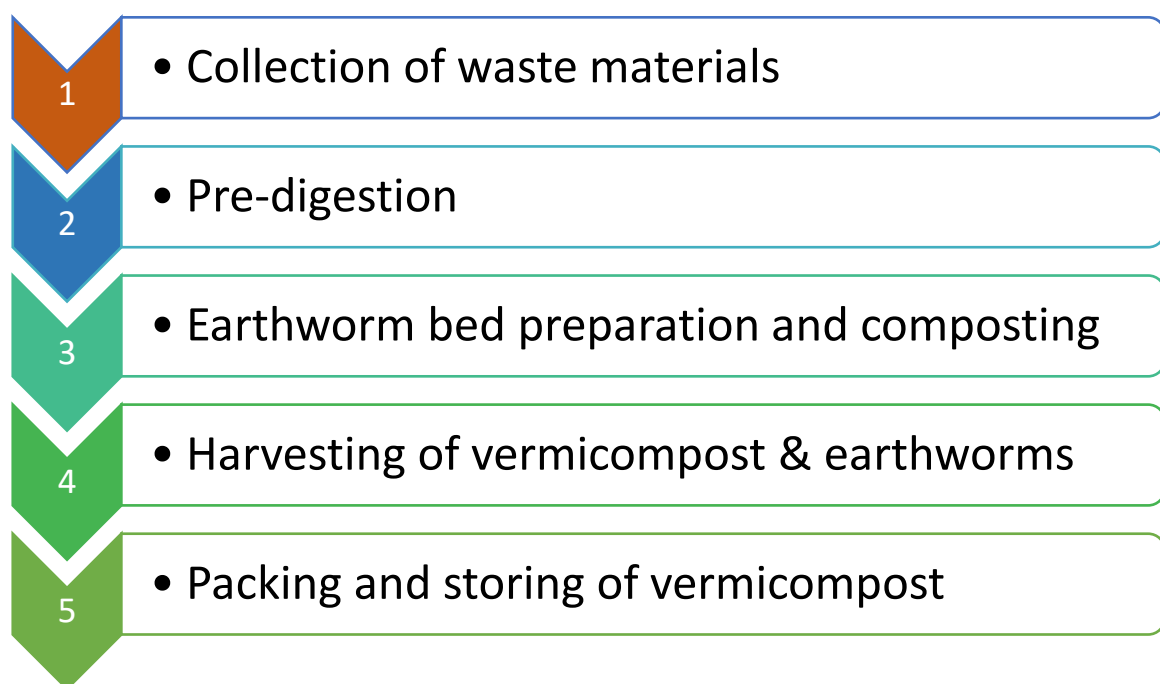 1
• Collection of waste materials
2
• Pre-digestion
3
• Earthworm bed preparation and composting
4
• Harvesting of vermicompost & earthworms
5
• Packing and storing of vermicompost